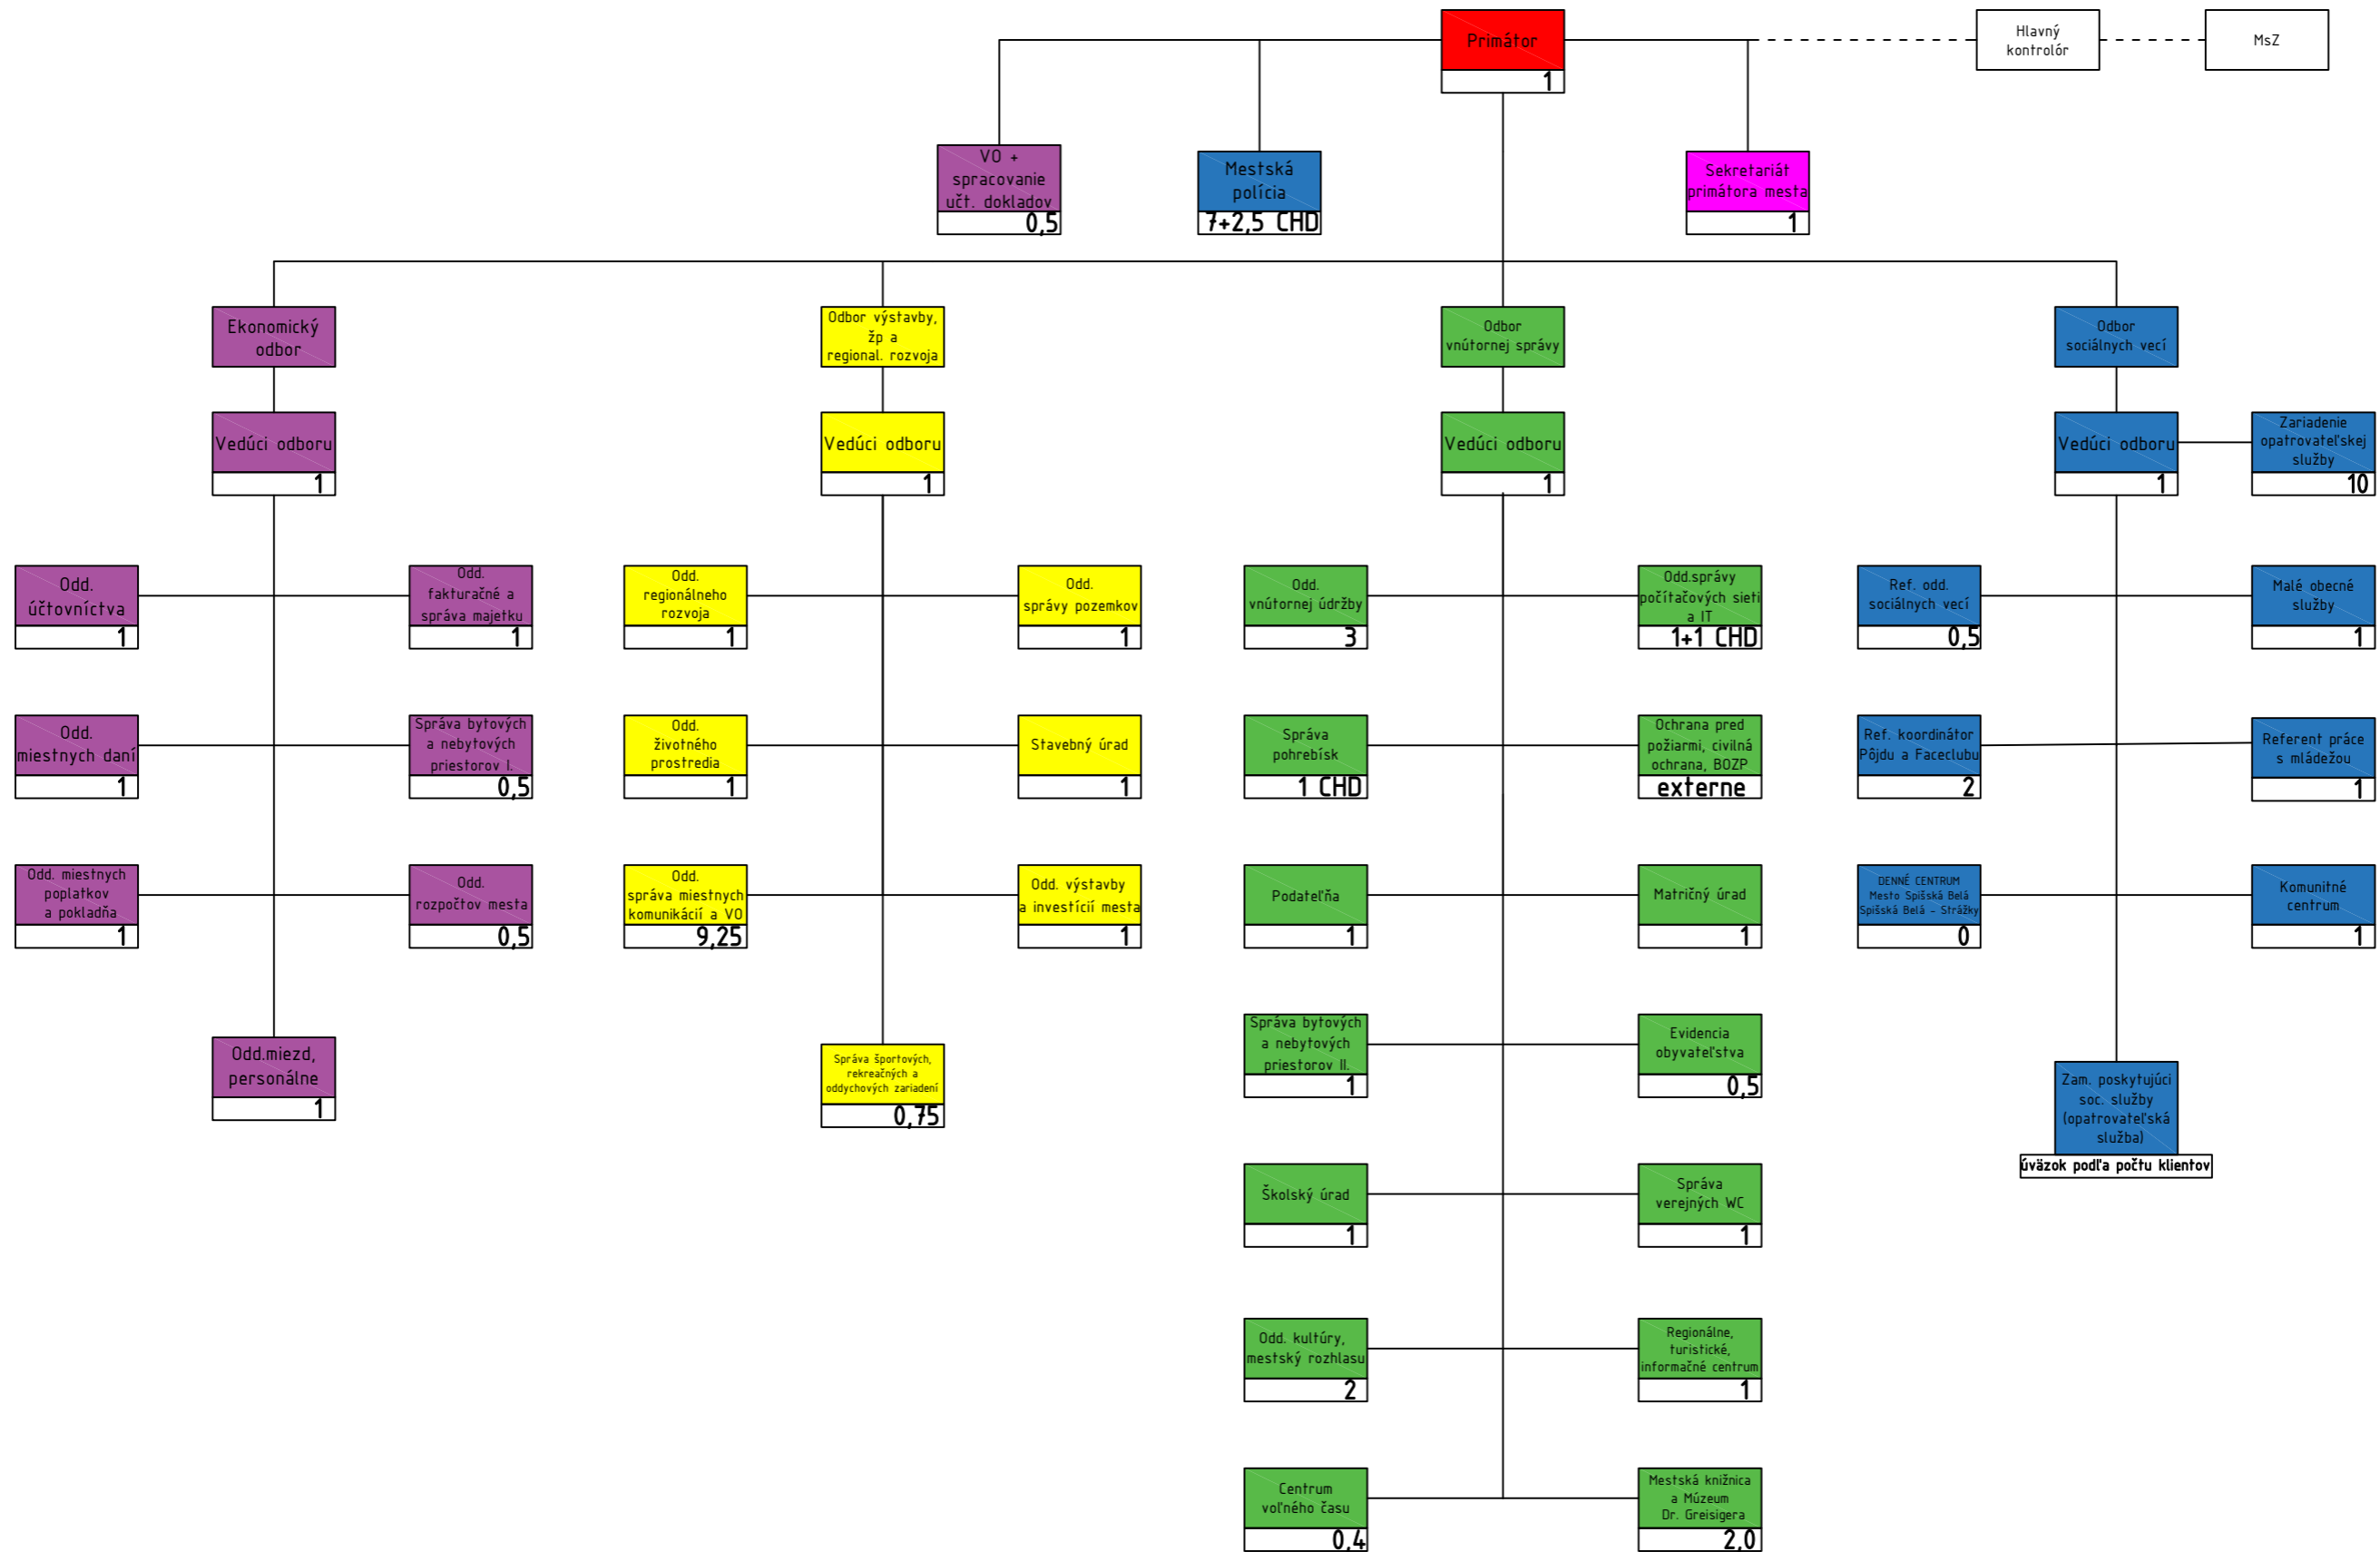 Primátor
1
Hlavný
kontrolór
MsZ
VO +
spracovanie
učt. dokladov
0,5
Mestská
polícia
7+2,5 CHD
Sekretariát
primátora mesta
1
Ekonomický
odbor
Odbor výstavby,
žp a
regional. rozvoja
Odbor
vnútornej správy
Odbor
sociálnych vecí
Vedúci odboru
1
Vedúci odboru
1
Vedúci odboru
1
Vedúci odboru
1
Zariadenie
opatrovateľskej
služby
10
Odd.
účtovníctva
1
Odd.
fakturačné a
správa majetku
1
Odd.
regionálneho
rozvoja
1
Odd.
správy pozemkov
1
Odd.
vnútornej údržby
3
Odd.správy
počítačových sieti
a IT
1+1 CHD
Ref. odd.
sociálnych vecí
0,5
Malé obecné
služby
1
Odd.
miestnych daní
1
Správa bytových
a nebytových
priestorov I.
0,5
Odd.
životného
prostredia
1
Stavebný úrad
1
Správa
pohrebísk
1 CHD
Ochrana pred
požiarmi, civilná
ochrana, BOZP
externe
Ref. koordinátor
Pôjdu a Faceclubu
2
Referent práce
s mládežou
1
Odd. miestnych
poplatkov
a pokladňa
1
Odd.
rozpočtov mesta
0,5
Odd.
správa miestnych
komunikácií a VO
9,25
Odd. výstavby
a investícií mesta
1
Podateľňa
1
Matričný úrad
1
DENNÉ CENTRUM
Mesto Spišská Belá
Spišská Belá - Strážky
0
Komunitné
centrum
1
Odd.miezd,
personálne
1
Správa športových,
rekreačných a
oddychových zariadení
0,75
Správa bytových
a nebytových
priestorov II.
1
Evidencia
obyvateľstva
0,5
Zam. poskytujúci
soc. služby
(opatrovateľská
služba)
úväzok podľa počtu klientov
Školský úrad
1
Správa
verejných WC
1
Odd. kultúry,
mestský rozhlasu
2
Regionálne,
turistické,
informačné centrum
1
Centrum
voľného času
0,4
Mestská knižnica
a Múzeum
Dr. Greisigera
2,0